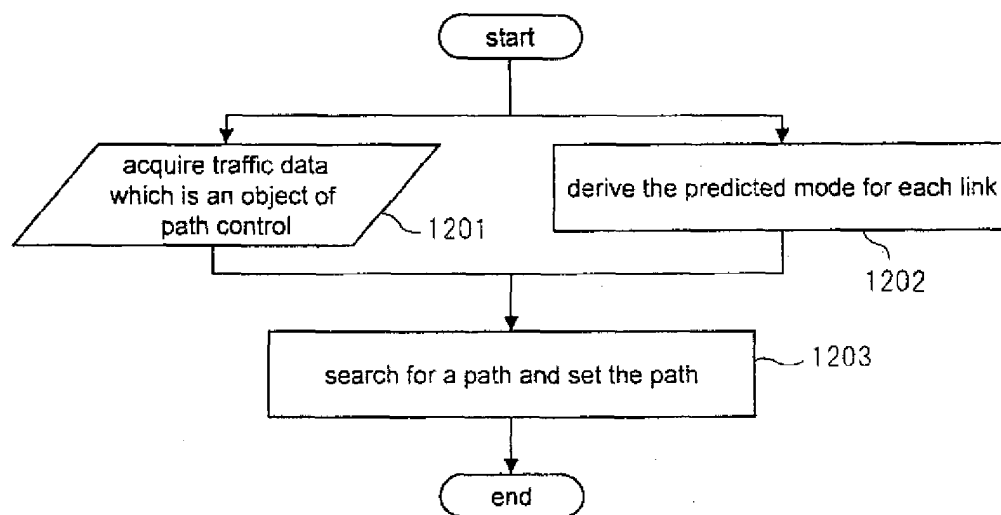 start
acquire traffic data
which is an object of
path control
1201
derive the predicted mode for each link
1202
search for a path and set the path
1203
end